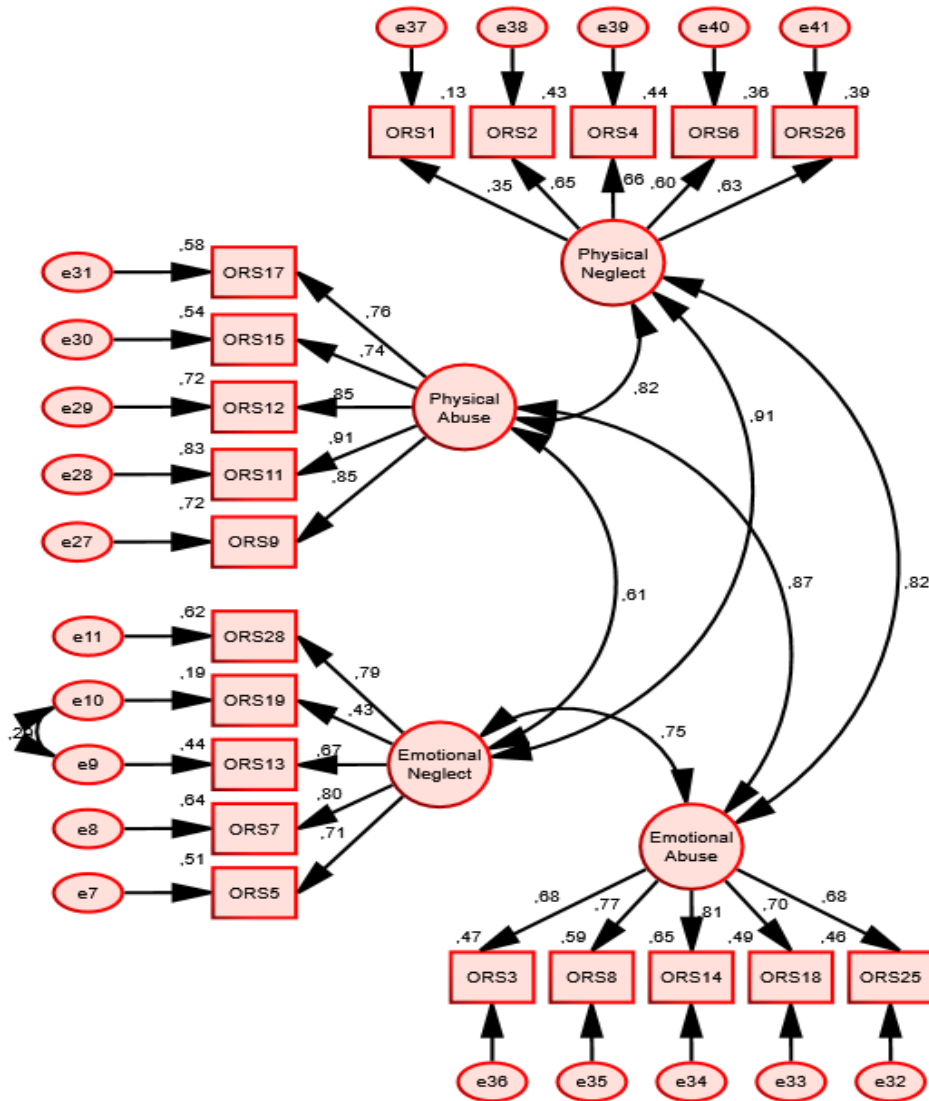 e37 e38 e39 e40 e41
,13 ,43 ,44 ,36 ,39
ORS1 ORS2 ORS4 ORS6 ORS26
,35 ,65 ,66 ,60 ,63
Physical
Neglect
,58
e31 ORS17
,76
,54
e30 ORS15
,74
,72
e29 ORS12
,85
Physical
Abuse
,82
,91
,83
e28 ORS11
,91
,85
,72
e27 ORS9
,61
,87
,82
,62
e11 ORS28
,79
,19
e10 ORS19
,43
,44
e9 ORS13
,67
Emotional
Neglect
,75
,64
e8 ORS7
,80
,71
,51
e7 ORS5
Emotional
Abuse
,68 ,77 ,81 ,70 ,68
,47 ,59 ,65 ,49 ,46
ORS3 ORS8 ORS14 ORS18 ORS25
e36 e35 e34 e33 e32